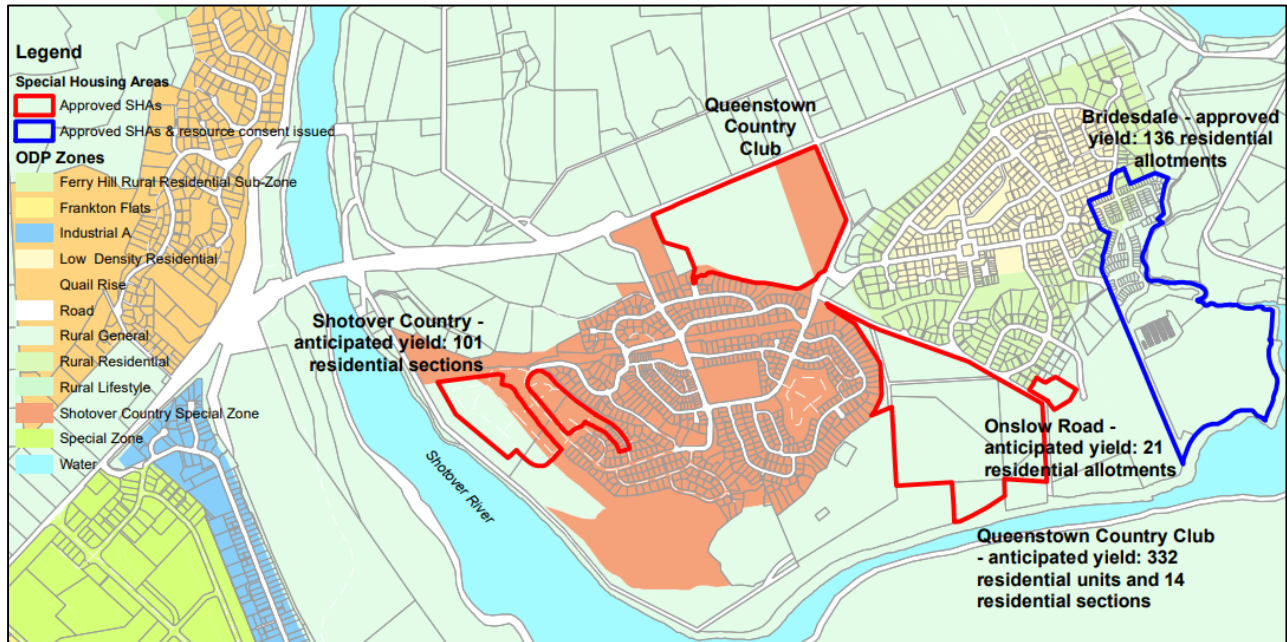 Legend
Special Housing Areas
Approved SHAs
Approved SHAs & resource consent issued
ODP Zones
Ferry Hill Rural Residential Sub-Zone
Frankton Flats
Industrial A
Low Density Residential
Quail Rise
Road
Rural General
Rural Residential
Rural Lifestyle
Shotover Country Special Zone
Special Zone
Water
Queenstown
Country
Club
Bridesdale - approved
yield: 136 residential
allotments
Shotover Country -
anticipated yield: 101
residential sections
Shotover River
Onslow Road -
anticipated yield: 21
residential allotments
Queenstown Country Club
- anticipated yield: 332
residential units and 14
residential sections